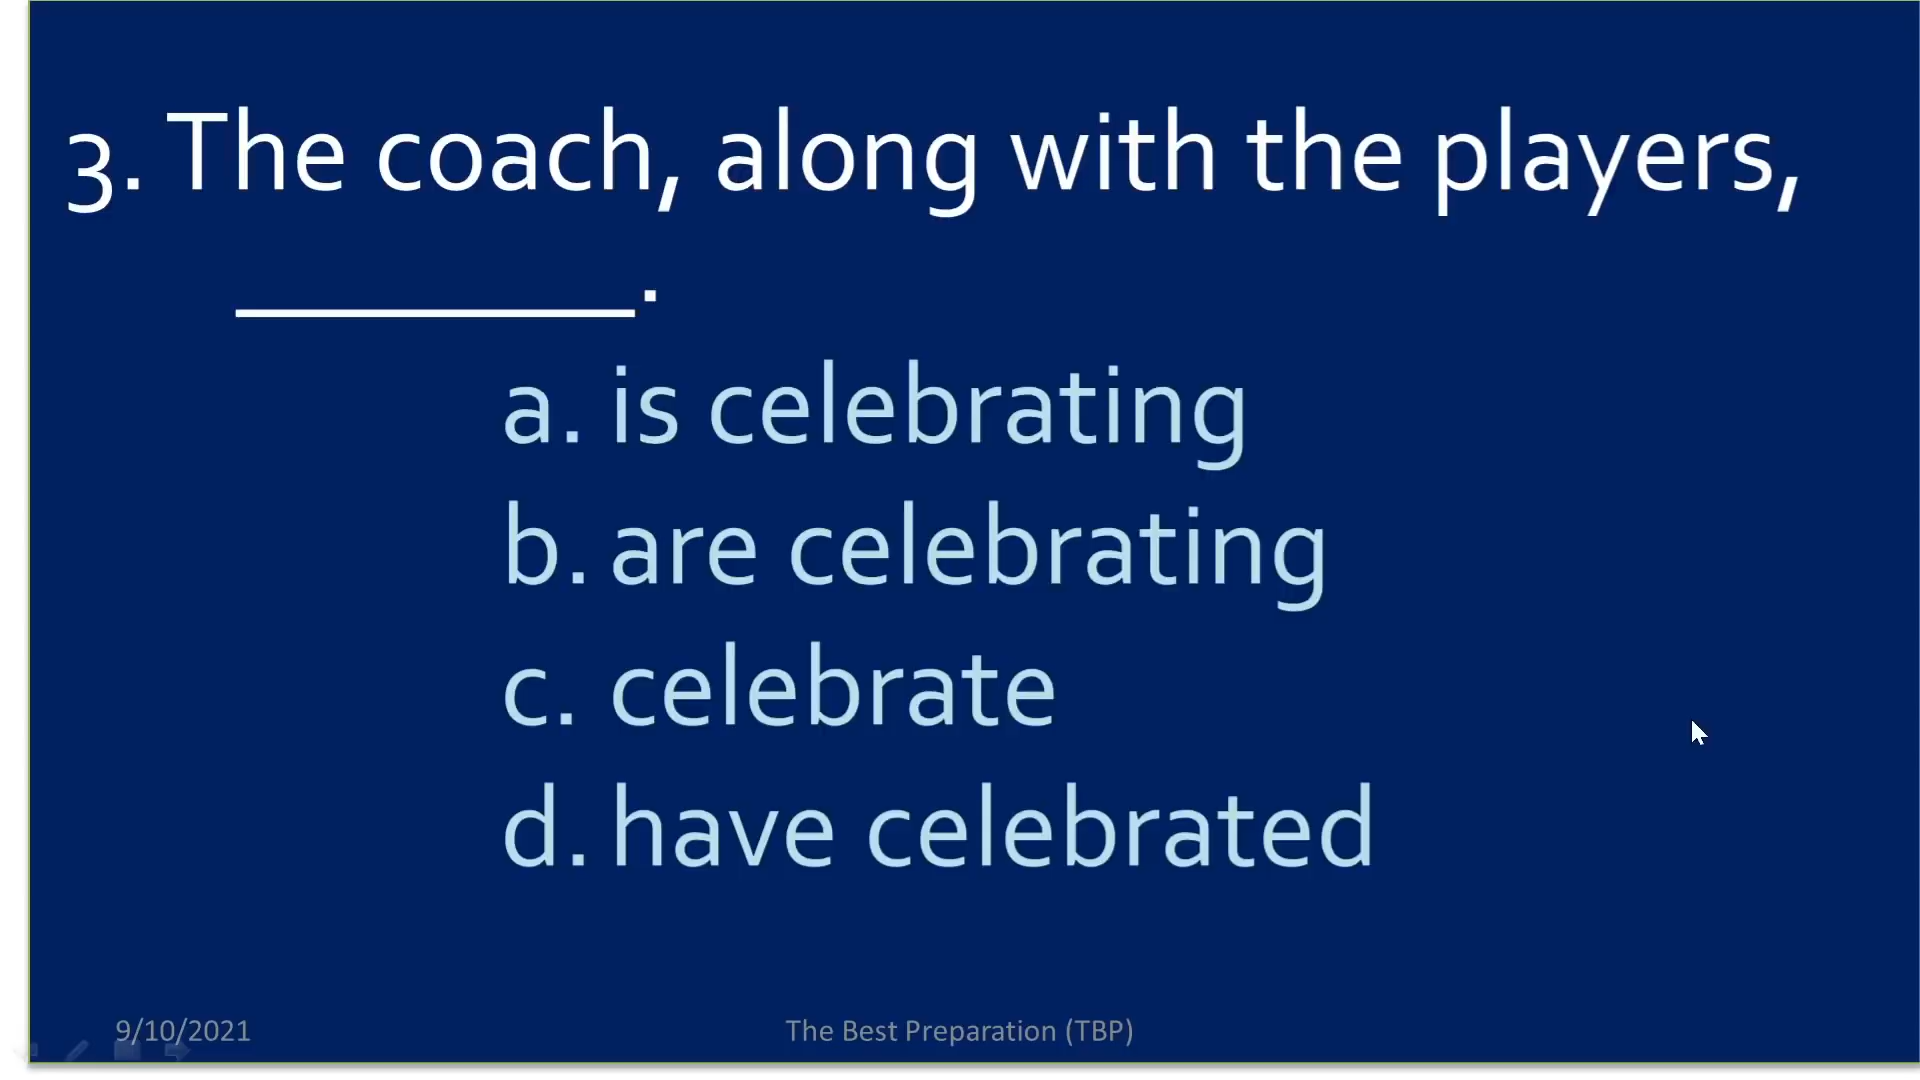 3. The coach, along with the players,
_________.
a. is celebrating
b. are celebrating
c. celebrate
d. have celebrated
9/10/2021
The Best Preparation (TBP)